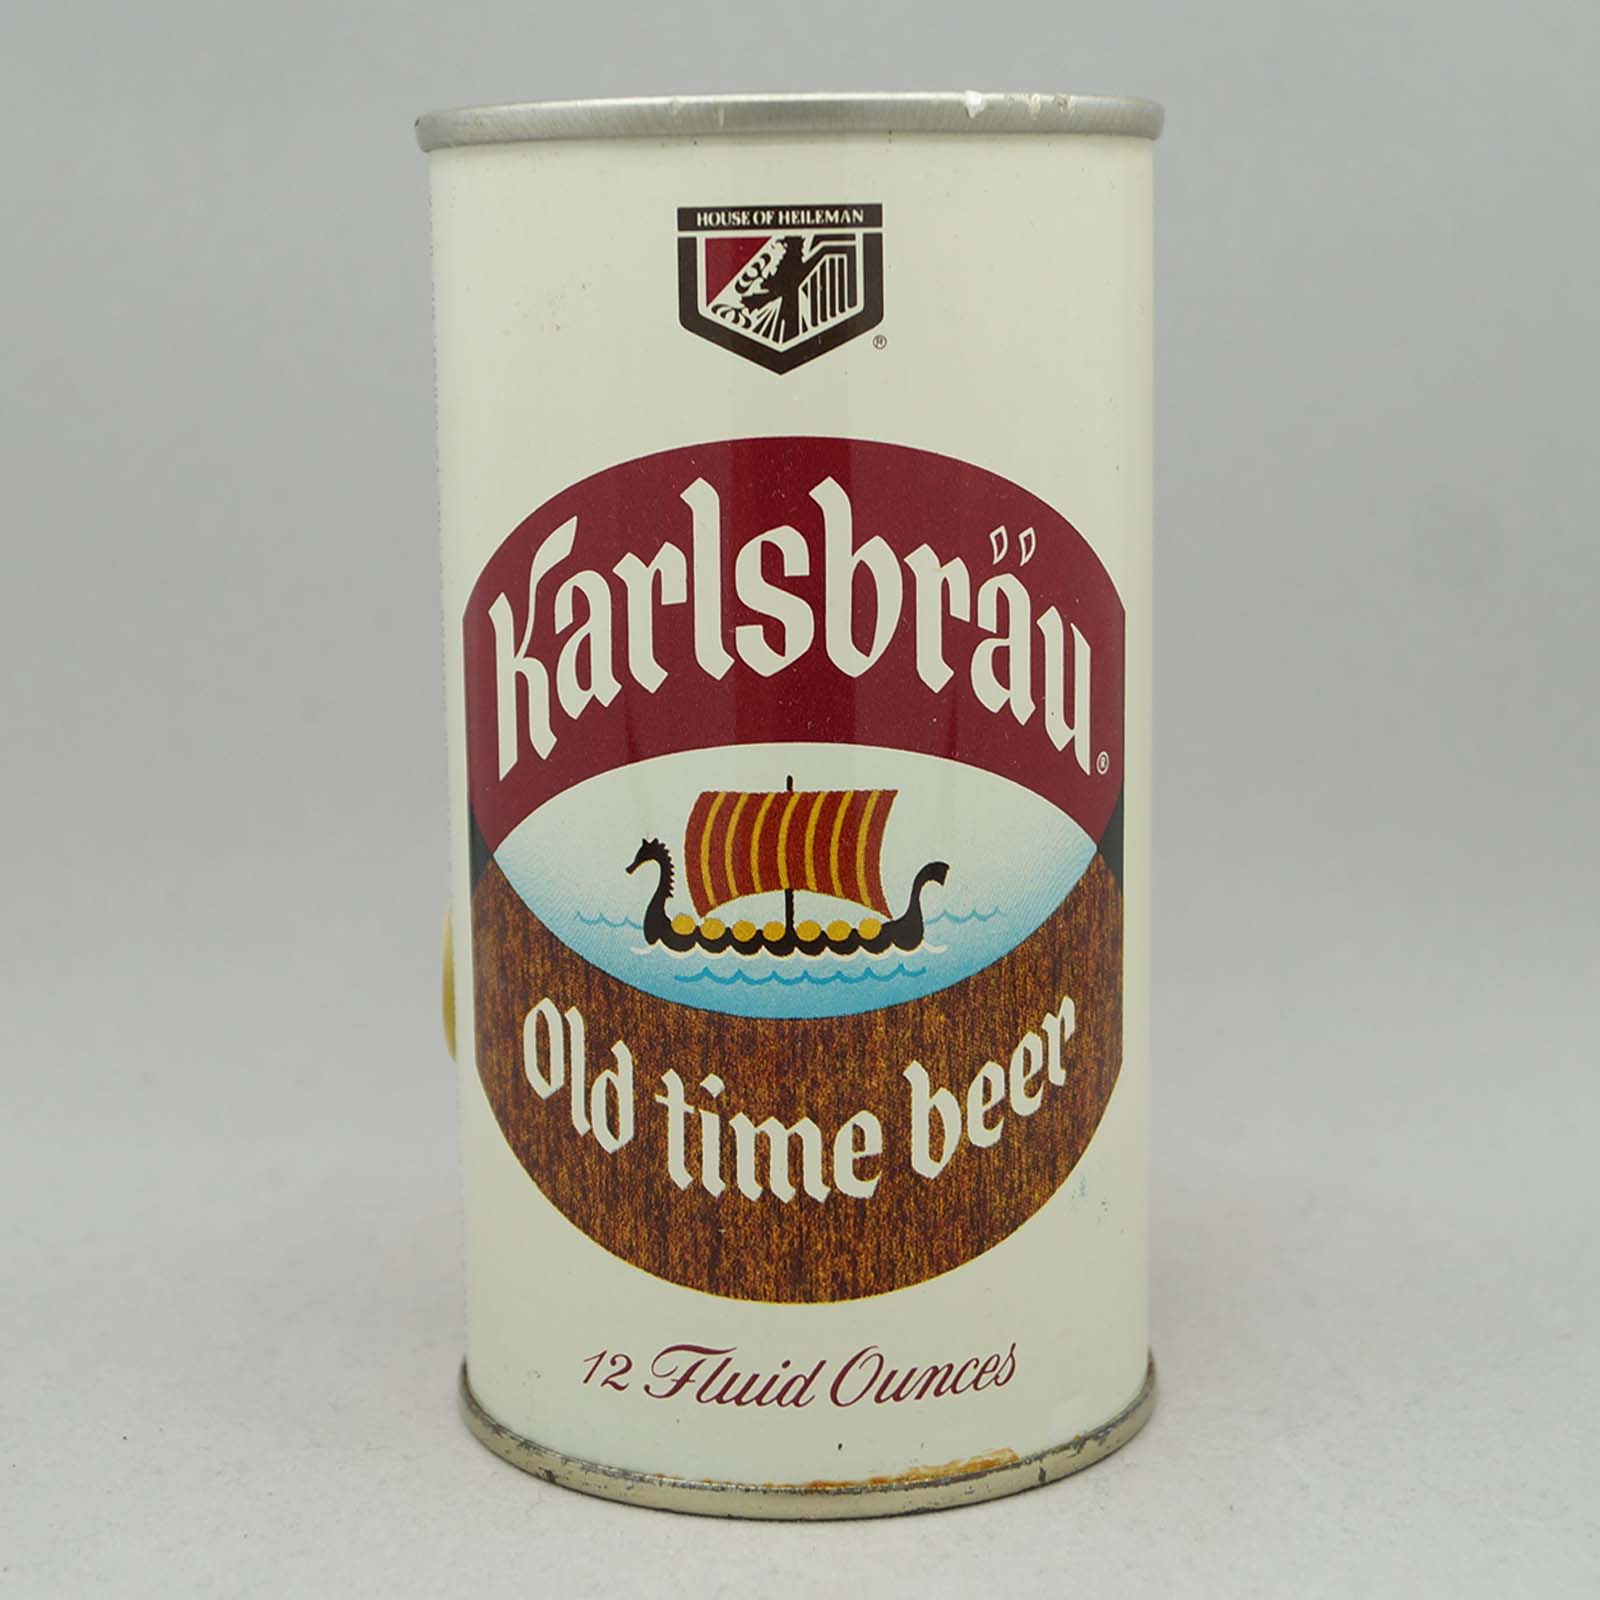 HOUSE OF HEILEMAN
®
Karlsbräu®
Old time beer
12 Fluid Ounces